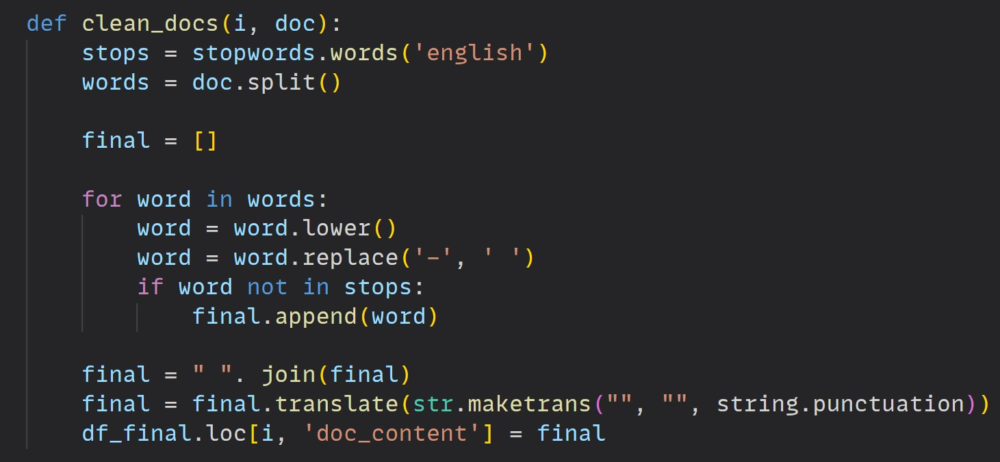 def clean_docs(i, doc):
    stops = stopwords.words('english')
    words = doc.split()

    final = []

    for word in words:
        word = word.lower()
        word = word.replace('-', ' ')
        if word not in stops:
            final.append(word)

    final = " ". join(final)
    final = final.translate(str.maketrans("", "", string.punctuation))
    df_final.loc[i, 'doc_content'] = final